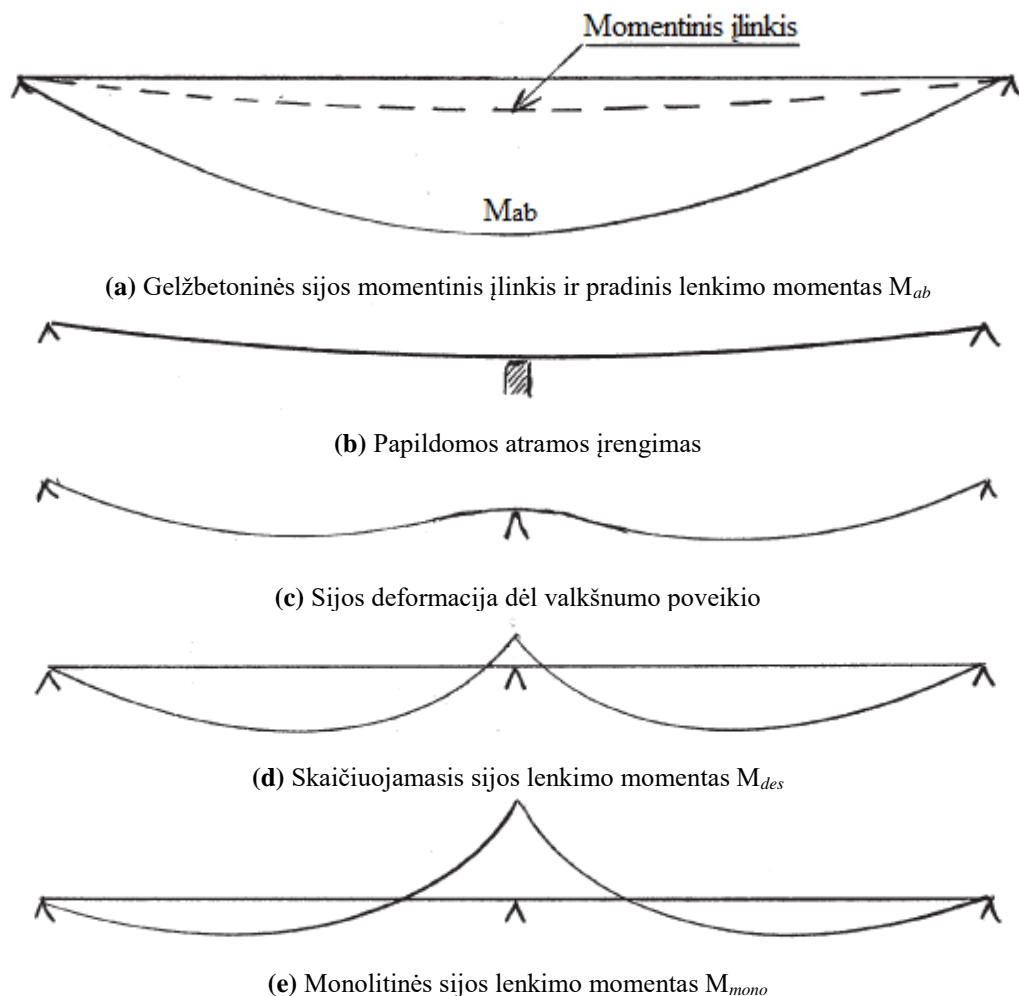 Momentinis įlinkis
Mab
(a) Gelžbetoninės sijos momentinis įlinkis ir pradinis lenkimo momentas Mab
(b) Papildomos atramos įrengimas
(c) Sijos deformacija dėl valkšnumo poveikio
(d) Skaičiuojamasis sijos lenkimo momentas Mdes
(e) Monolitinės sijos lenkimo momentas Mmono